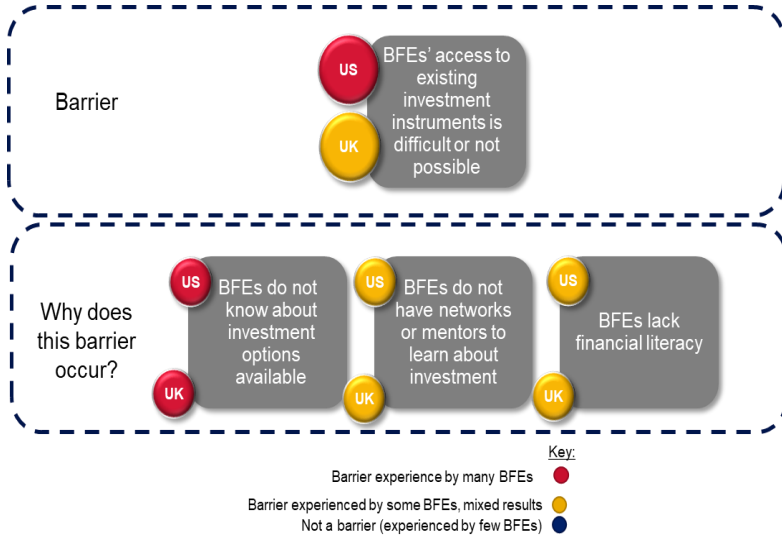 Barrier
US
UK
BFEs' access to
existing
investment
instruments is
difficult or not
possible
Why does
this barrier
occur?
US
UK
BFEs do not
know about
investment
options
available
US
UK
BFEs do not
have networks
or mentors to
learn about
investment
US
UK
BFEs lack
financial literacy
Key:
Barrier experience by many BFEs
Barrier experienced by some BFEs, mixed results
Not a barrier (experienced by few BFEs)